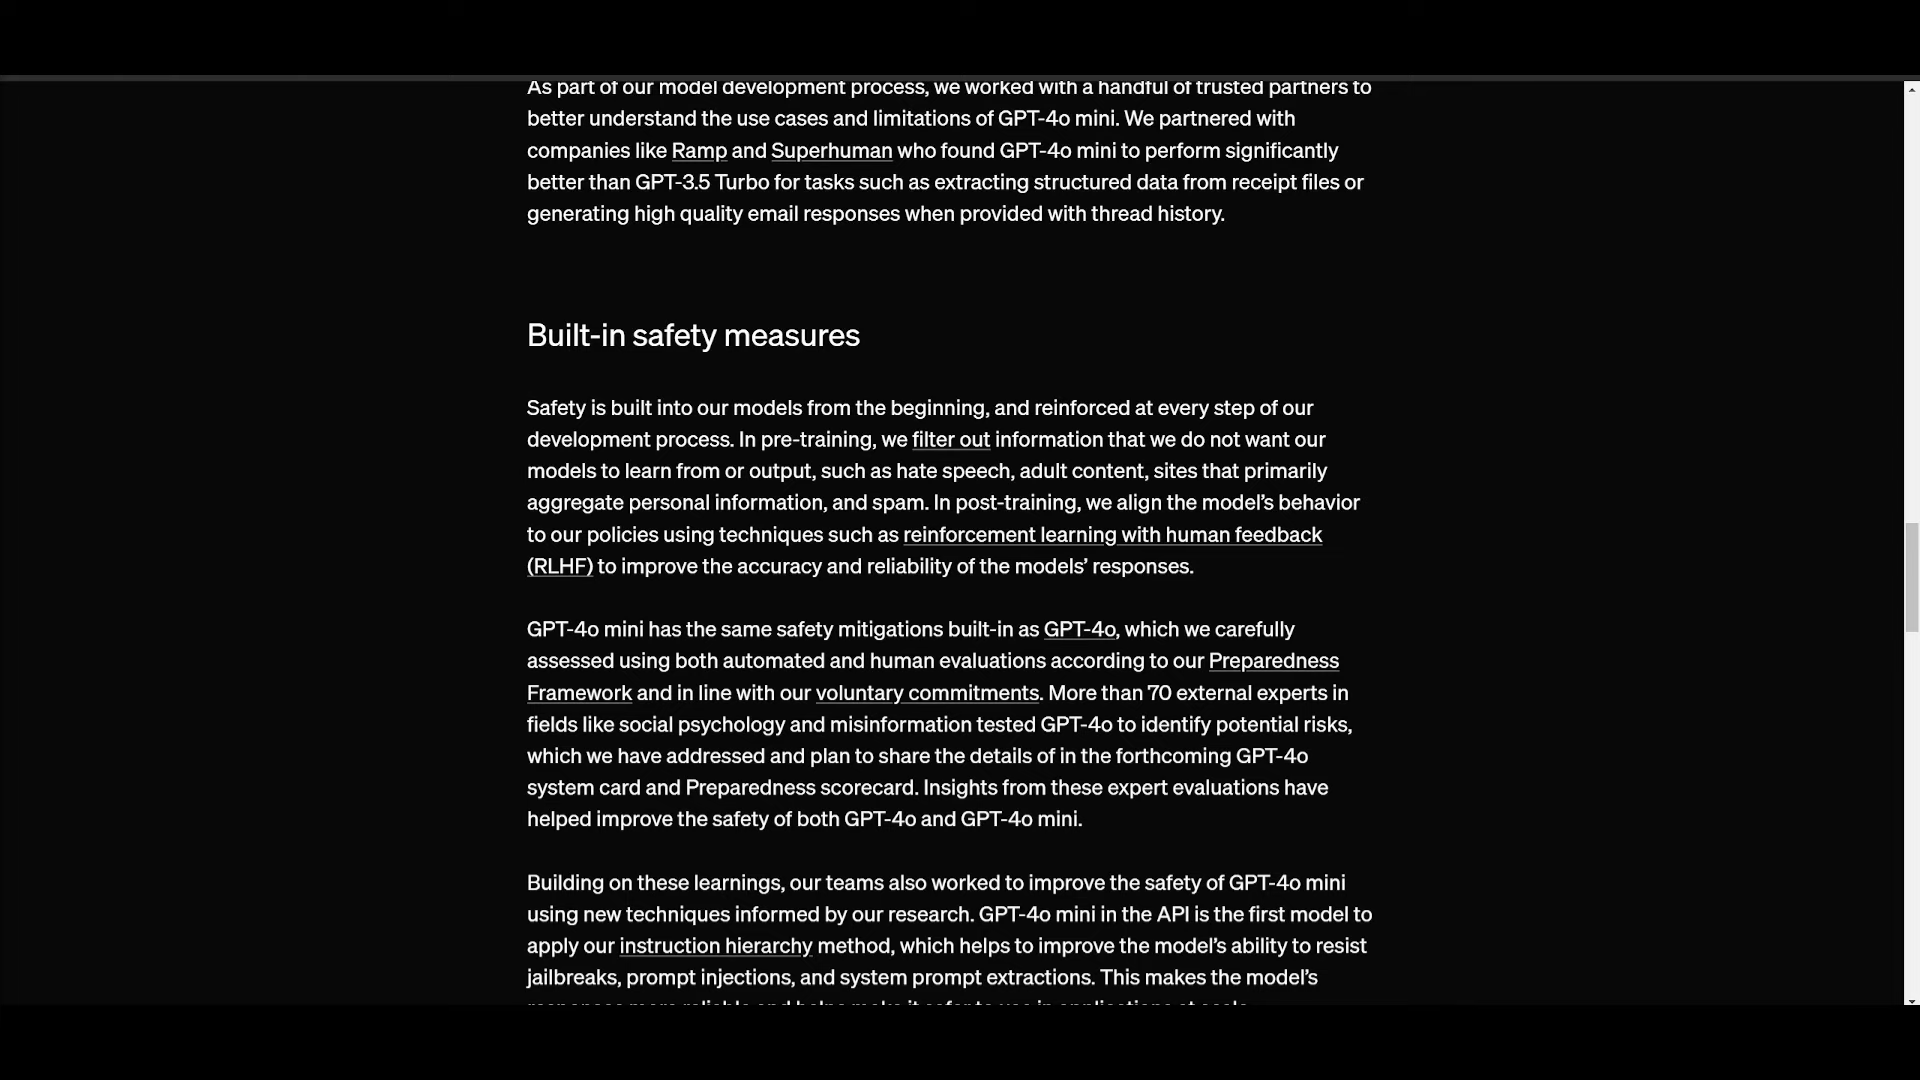 As part of our model development process, we worked with a handful of trusted partners to
better understand the use cases and limitations of GPT-4o mini. We partnered with
companies like Ramp and Superhuman who found GPT-4o mini to perform significantly
better than GPT-3.5 Turbo for tasks such as extracting structured data from receipt files or
generating high quality email responses when provided with thread history.
Built-in safety measures
Safety is built into our models from the beginning, and reinforced at every step of our
development process. In pre-training, we filter out information that we do not want our
models to learn from or output, such as hate speech, adult content, sites that primarily
aggregate personal information, and spam. In post-training, we align the model’s behavior
to our policies using techniques such as reinforcement learning with human feedback
(RLHF) to improve the accuracy and reliability of the models’ responses.
GPT-4o mini has the same safety mitigations built-in as GPT-4o, which we carefully
assessed using both automated and human evaluations according to our Preparedness
Framework and in line with our voluntary commitments. More than 70 external experts in
fields like social psychology and misinformation tested GPT-4o to identify potential risks,
which we have addressed and plan to share the details of in the forthcoming GPT-4o
system card and Preparedness scorecard. Insights from these expert evaluations have
helped improve the safety of both GPT-4o and GPT-4o mini.
Building on these learnings, our teams also worked to improve the safety of GPT-4o mini
using new techniques informed by our research. GPT-4o mini in the API is the first model to
apply our instruction hierarchy method, which helps to improve the model’s ability to resist
jailbreaks, prompt injections, and system prompt extractions. This makes the model’s
responses more reliable and helps make it safer to use in applications at scale.